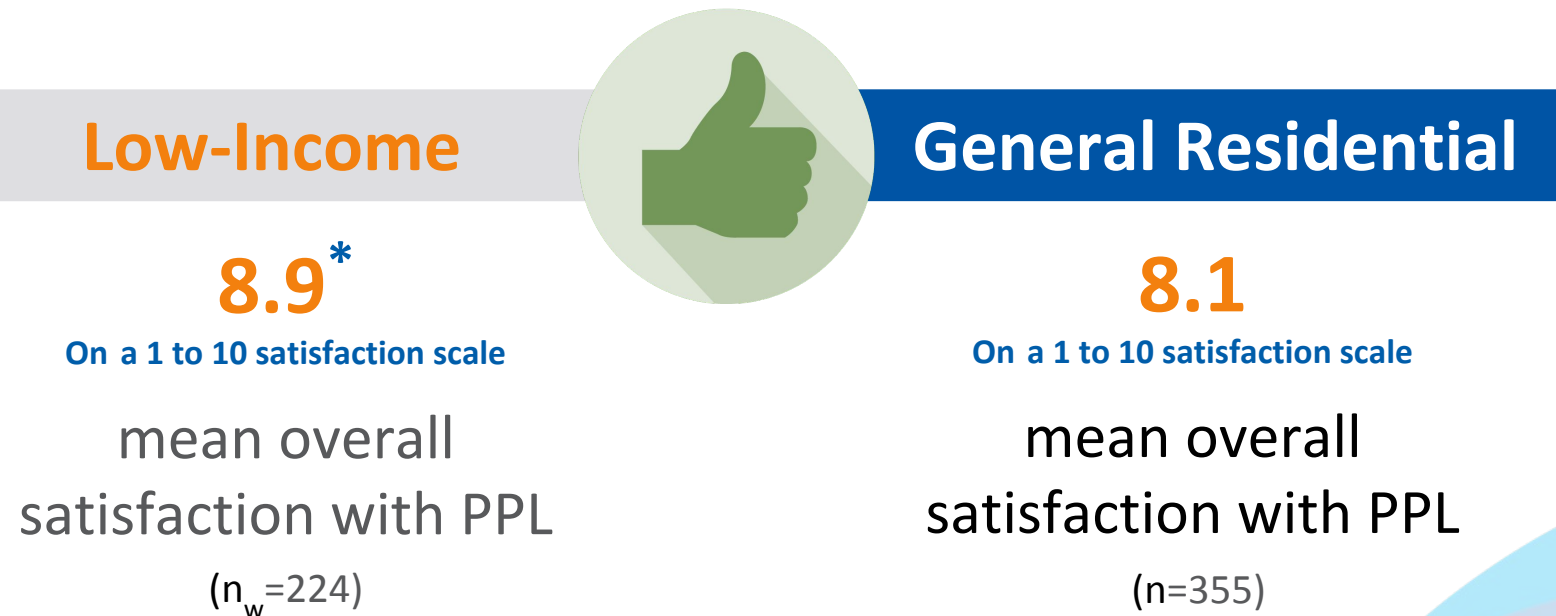 Low-Income
8.9*
On a 1 to 10 satisfaction scale
mean overall
satisfaction with PPL
(nw=224)
General Residential
8.1
On a 1 to 10 satisfaction scale
mean overall
satisfaction with PPL
(n=355)